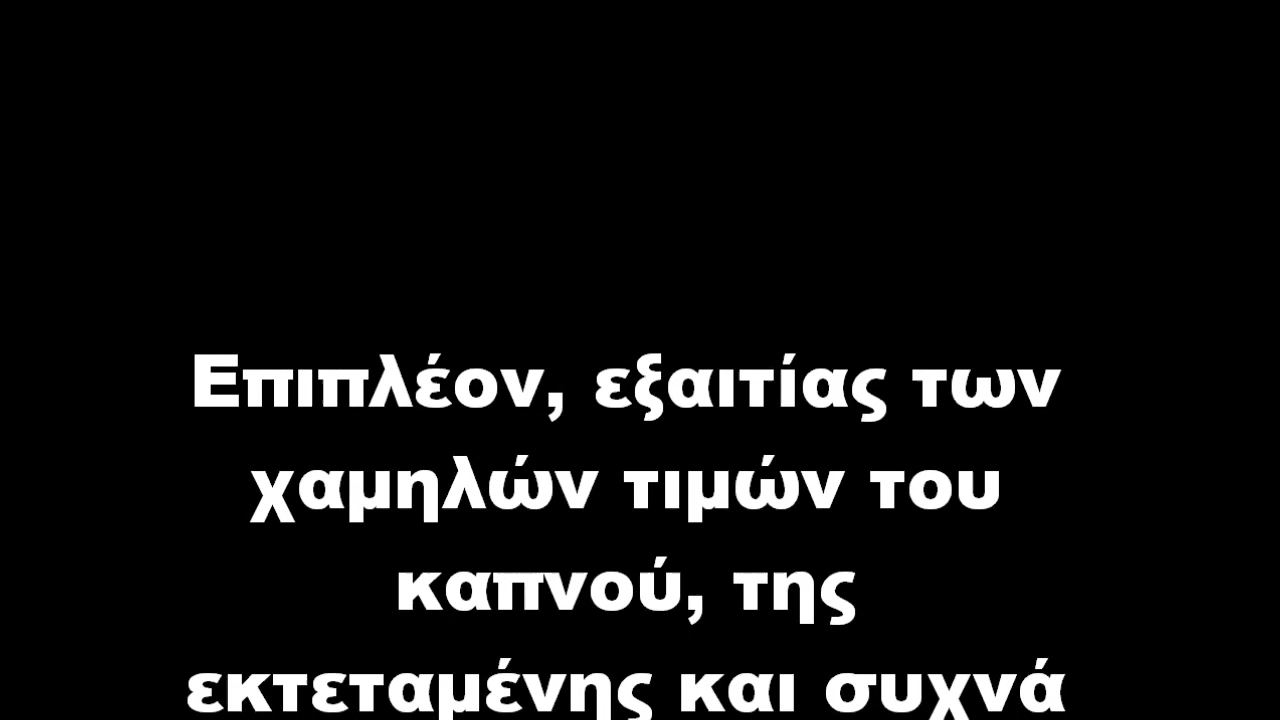 Επιπλέον, εξαιτίας των
χαμηλών τιμών του
καπνού, της
εκτεταμένης και συχνά